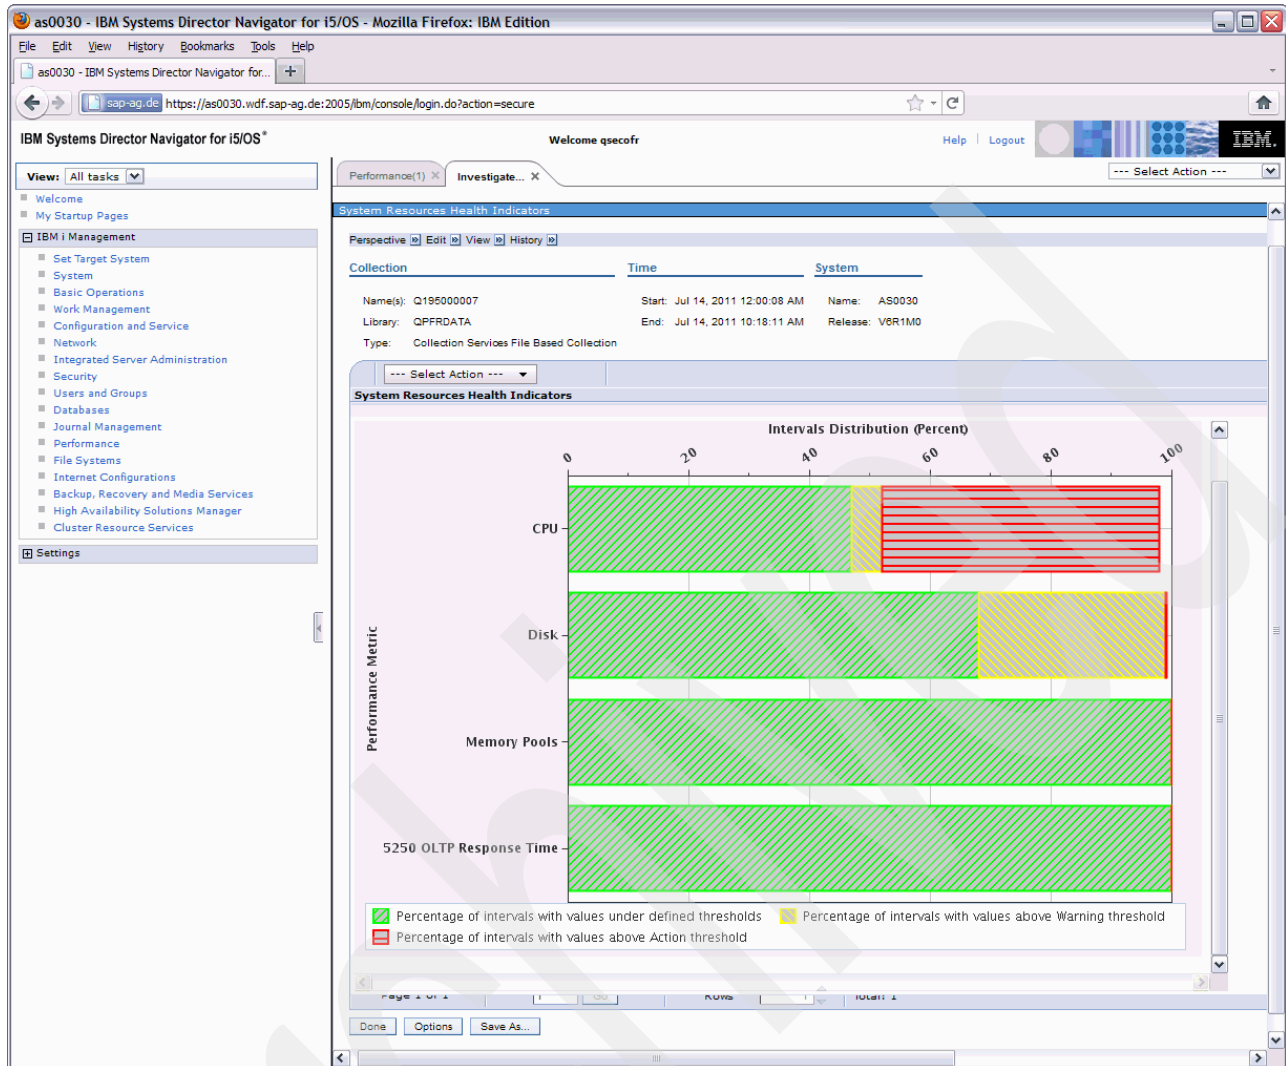 as0030 - IBM Systems Director Navigator for i5/OS - Mozilla Firefox: IBM Edition
File Edit View History Bookmarks Tools Help
as0030 - IBM Systems Director Navigator for... +
sap-ag.de https://as0030.wdf.sap-ag.de:2005/ibm/console/login.do?action=secure
IBM Systems Director Navigator for i5/OS® Welcome qsecofr Help Logout IBM.
View: All tasks
Welcome
My Startup Pages
IBM i Management
Set Target System
System
Basic Operations
Work Management
Configuration and Service
Network
Integrated Server Administration
Security
Users and Groups
Databases
Journal Management
Performance
File Systems
Internet Configurations
Backup, Recovery and Media Services
High Availability Solutions Manager
Cluster Resource Services
Settings
Performance(1) Investigate... --- Select Action ---
System Resources Health Indicators
Perspective Edit View History
Collection Time System
Name(s): Q195000007 Start: Jul 14, 2011 12:00:08 AM Name: AS0030
Library: QPFRDATA End: Jul 14, 2011 10:18:11 AM Release: V6R1M0
Type: Collection Services File Based Collection
--- Select Action ---
System Resources Health Indicators
Intervals Distribution (Percent)
0 20 40 60 80 100
Performance Metric
CPU
Disk
Memory Pools
5250 OLTP Response Time
Percentage of intervals with values under defined thresholds Percentage of intervals with values above Warning threshold
Percentage of intervals with values above Action threshold
Page 1 of 1 1 Go Rows 1 Total: 1
Done Options Save As...